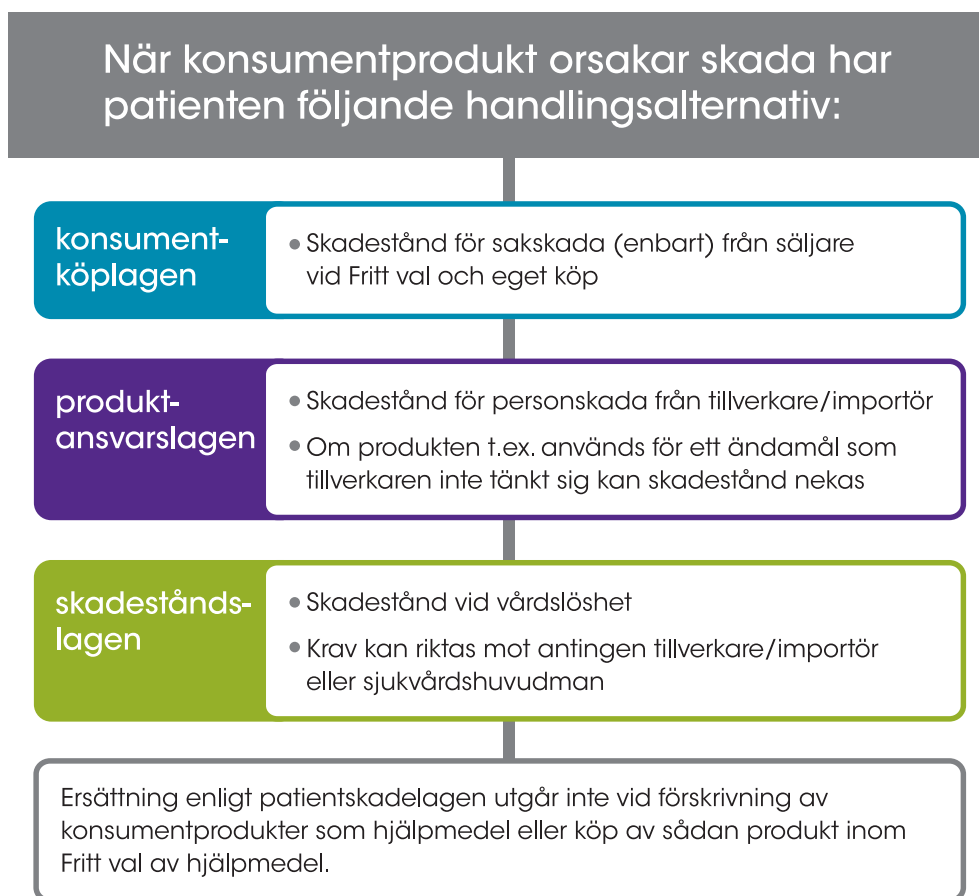 När konsumentprodukt orsakar skada har
patienten följande handlingsalternativ:
konsument-
köplagen
• Skadestånd för sakskada (enbart) från säljare
vid Fritt val och eget köp
produkt-
ansvarslagen
• Skadestånd för personskada från tillverkare/importör
• Om produkten t.ex. används för ett ändamål som
tillverkaren inte tänkt sig kan skadestånd nekas
skadestånds-
lagen
• Skadestånd vid vårdslöshet
• Krav kan riktas mot antingen tillverkare/importör
eller sjukvårdshuvudman
Ersättning enligt patientskadelagen utgår inte vid förskrivning av
konsumentprodukter som hjälpmedel eller köp av sådan produkt inom
Fritt val av hjälpmedel.